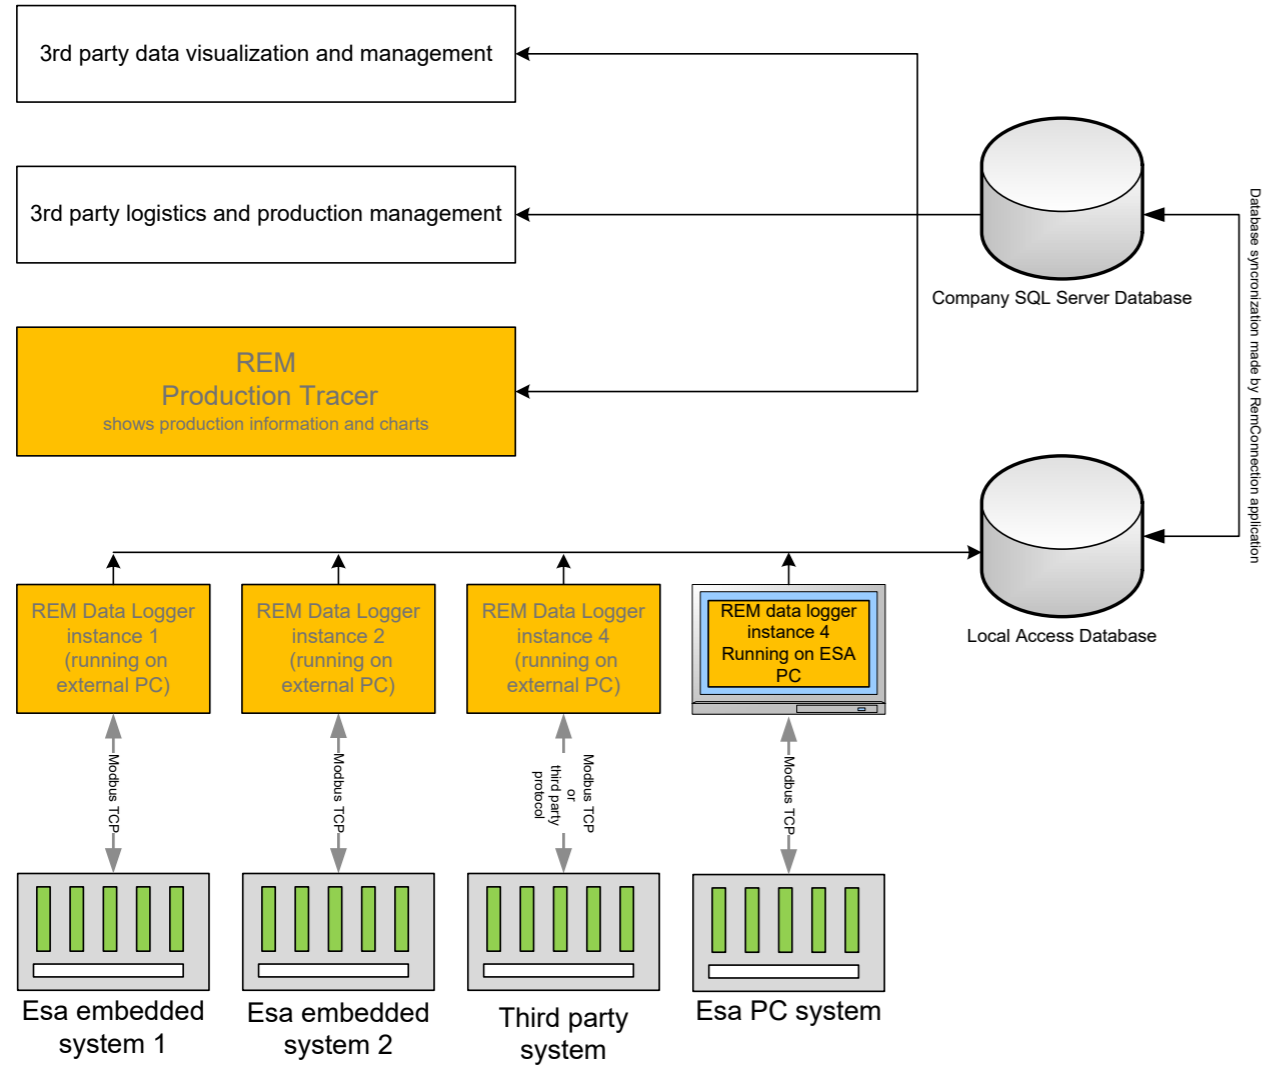 3rd party data visualization and management
3rd party logistics and production management
Company SQL Server Database
Database syncronization made by RemConnection application
REM
Production Tracer
shows production information and charts
Local Access Database
REM Data Logger
instance 1
(running on
external PC)
REM Data Logger
instance 2
(running on
external PC)
REM Data Logger
instance 4
(running on
external PC)
REM data logger
instance 4
Running on ESA
PC
Modbus TCP
Modbus TCP
Modbus TCP
or
third party
protocol
Modbus TCP
Esa embedded
system 1
Esa embedded
system 2
Third party
system
Esa PC system